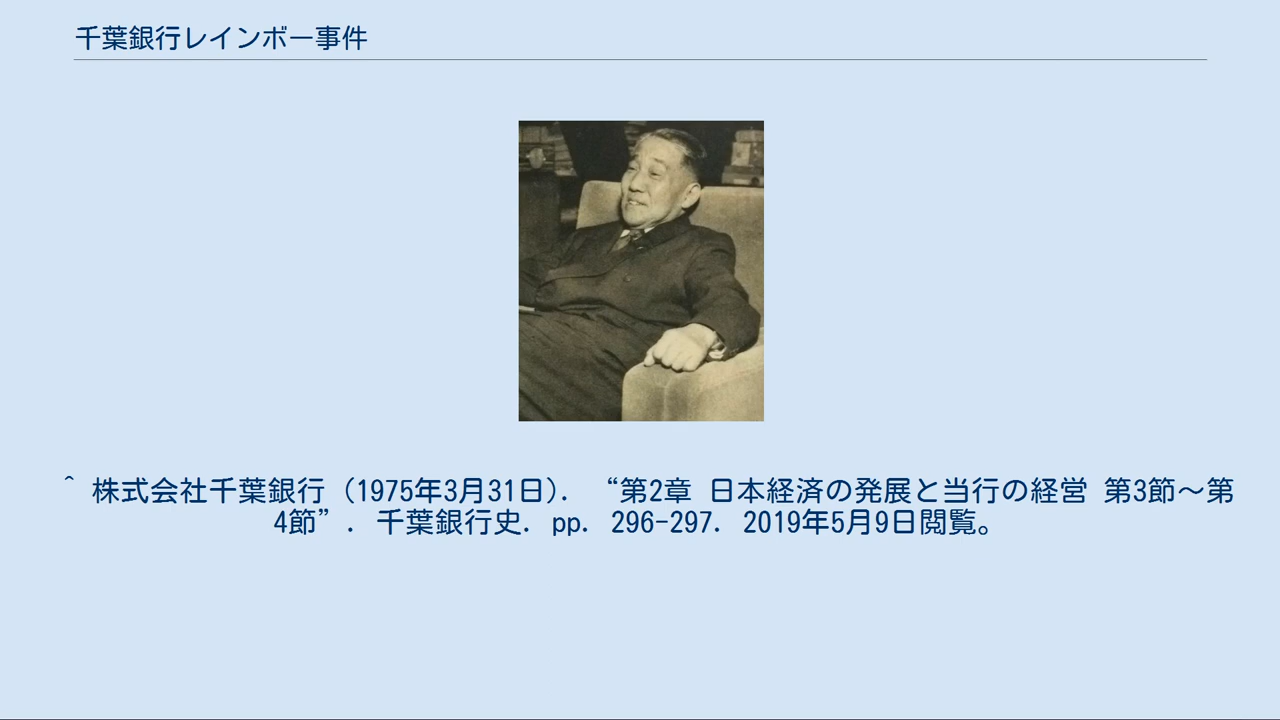 千葉銀行レインボー事件
^ 株式会社千葉銀行（1975年3月31日）. “第2章 日本経済の発展と当行の経営 第3節～第
4節”. 千葉銀行史. pp. 296-297. 2019年5月9日閲覧。